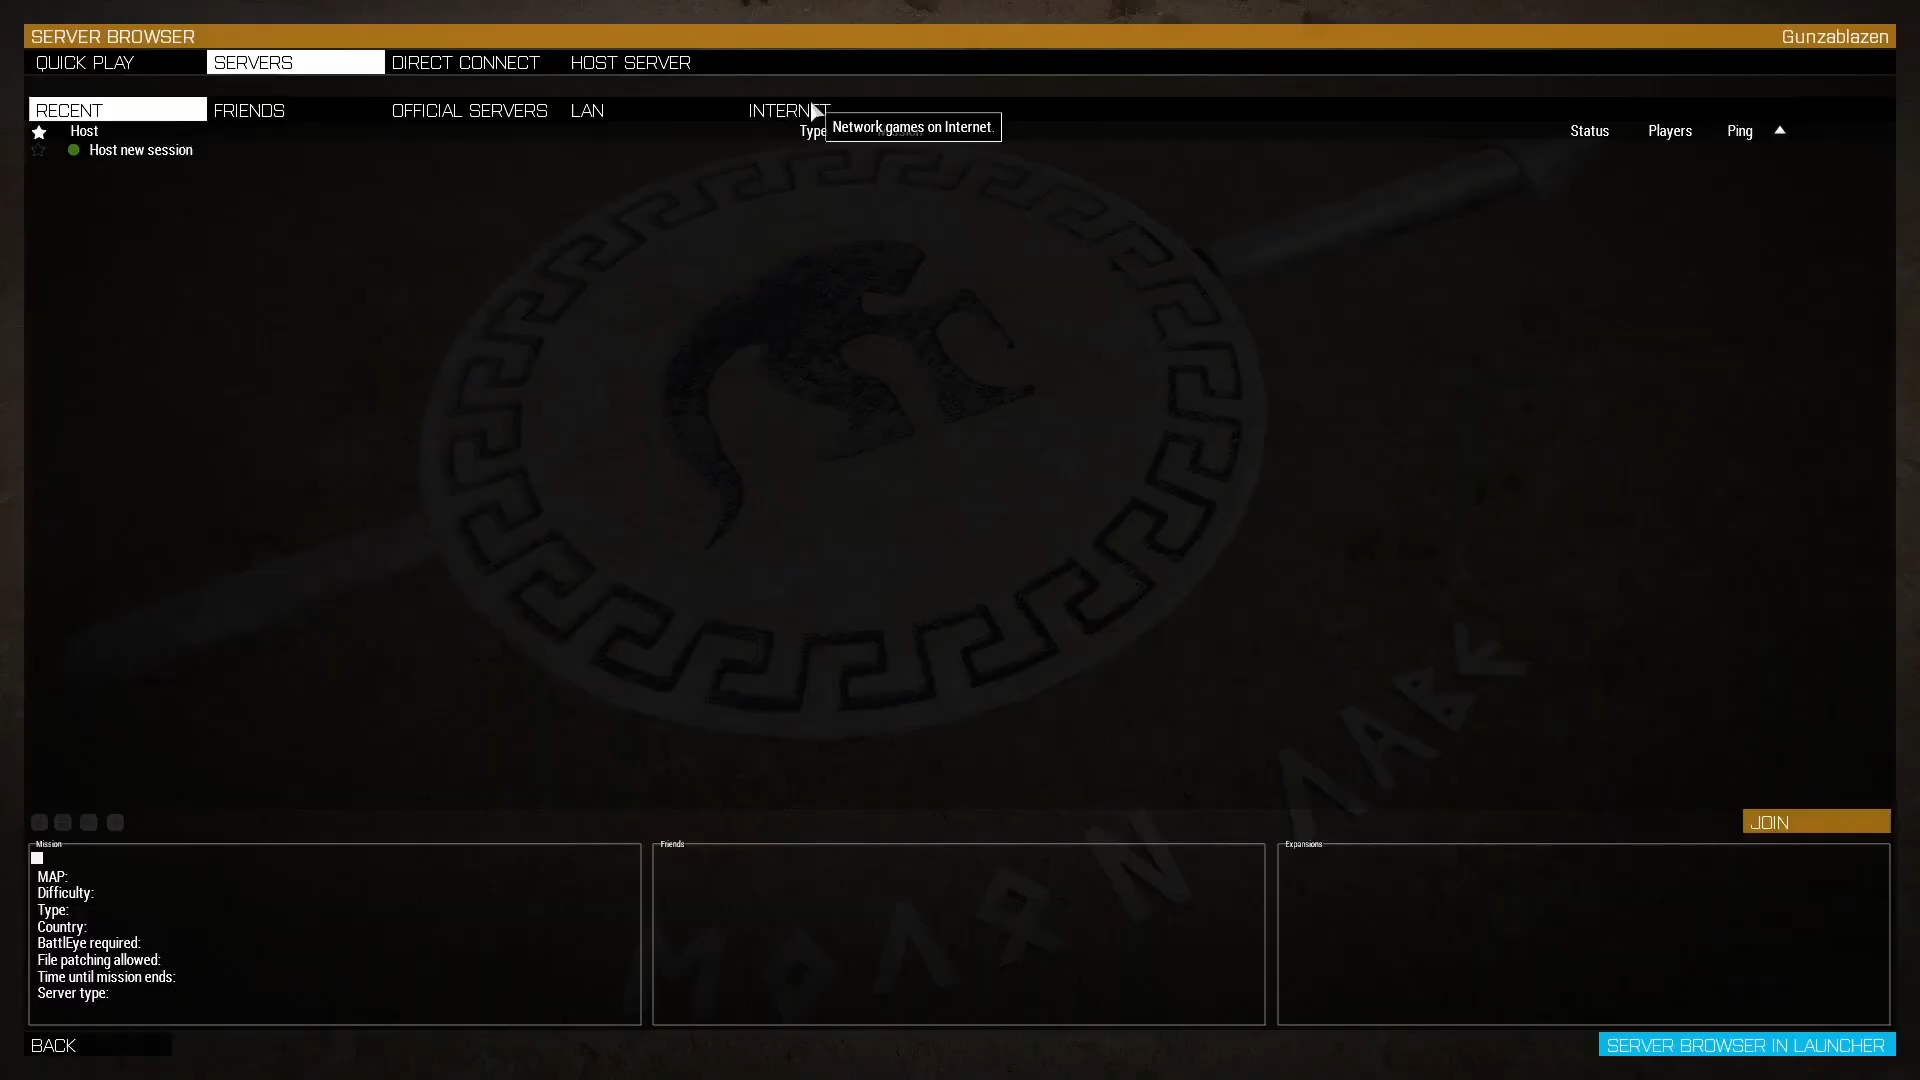 SERVER BROWSER
Gunzablazen
QUICK PLAY
SERVERS
DIRECT CONNECT
HOST SERVER
RECENT
FRIENDS
OFFICIAL SERVERS
LAN
INTERNET
Network games on Internet.
Host
Type
Status
Players
Ping
Host new session
ΜΟΛΩΝ ΛΑΒΕ
JOIN
Mission
MAP:
Difficulty:
Type:
Country:
BattlEye required:
File patching allowed:
Time until mission ends:
Server type:
Friends
Expansions
BACK
SERVER BROWSER IN LAUNCHER